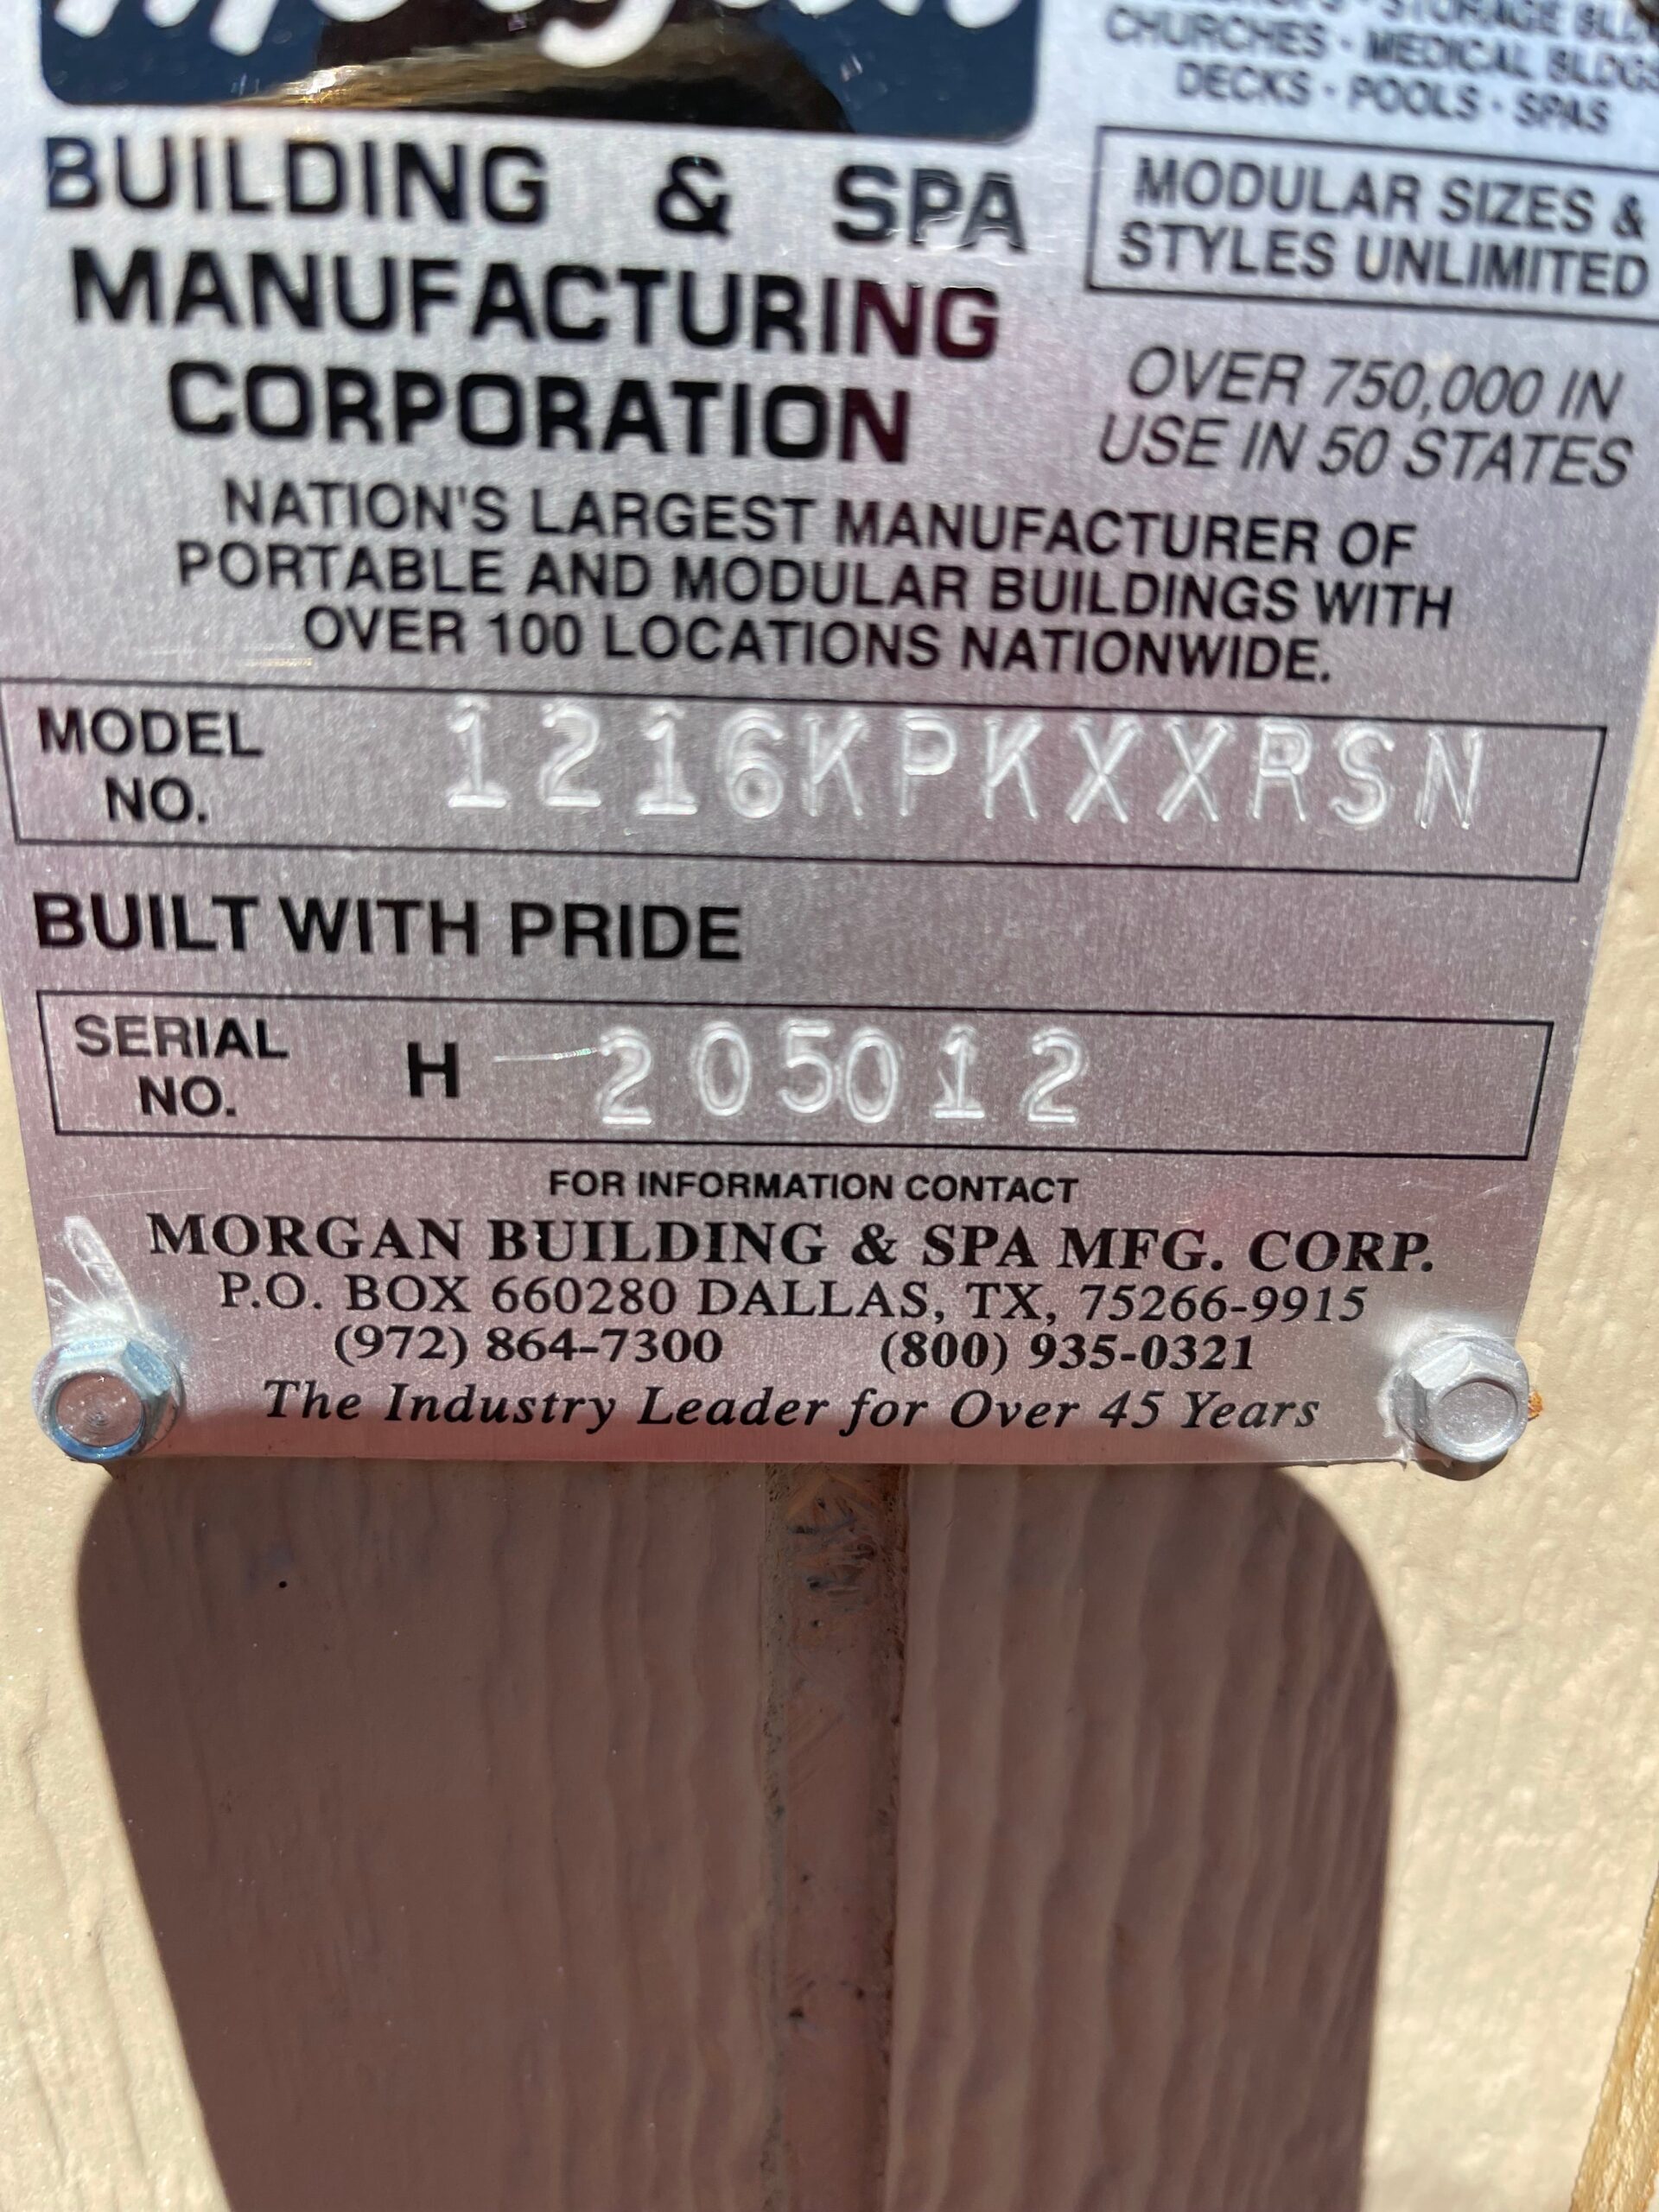 Morgan
STORAGE
CHURCHES · MEDICAL BLDGS
DECKS · POOLS · SPAS
BUILDING & SPA
MANUFACTURING
CORPORATION
MODULAR SIZES &
STYLES UNLIMITED
OVER 750,000 IN
USE IN 50 STATES
NATION'S LARGEST MANUFACTURER OF
PORTABLE AND MODULAR BUILDINGS WITH
OVER 100 LOCATIONS NATIONWIDE.
MODEL NO. 1216KPKXXRSN
BUILT WITH PRIDE
SERIAL NO. H 205012
FOR INFORMATION CONTACT
MORGAN BUILDING & SPA MFG. CORP.
P.O. BOX 660280 DALLAS, TX, 75266-9915
(972) 864-7300 (800) 935-0321
The Industry Leader for Over 45 Years